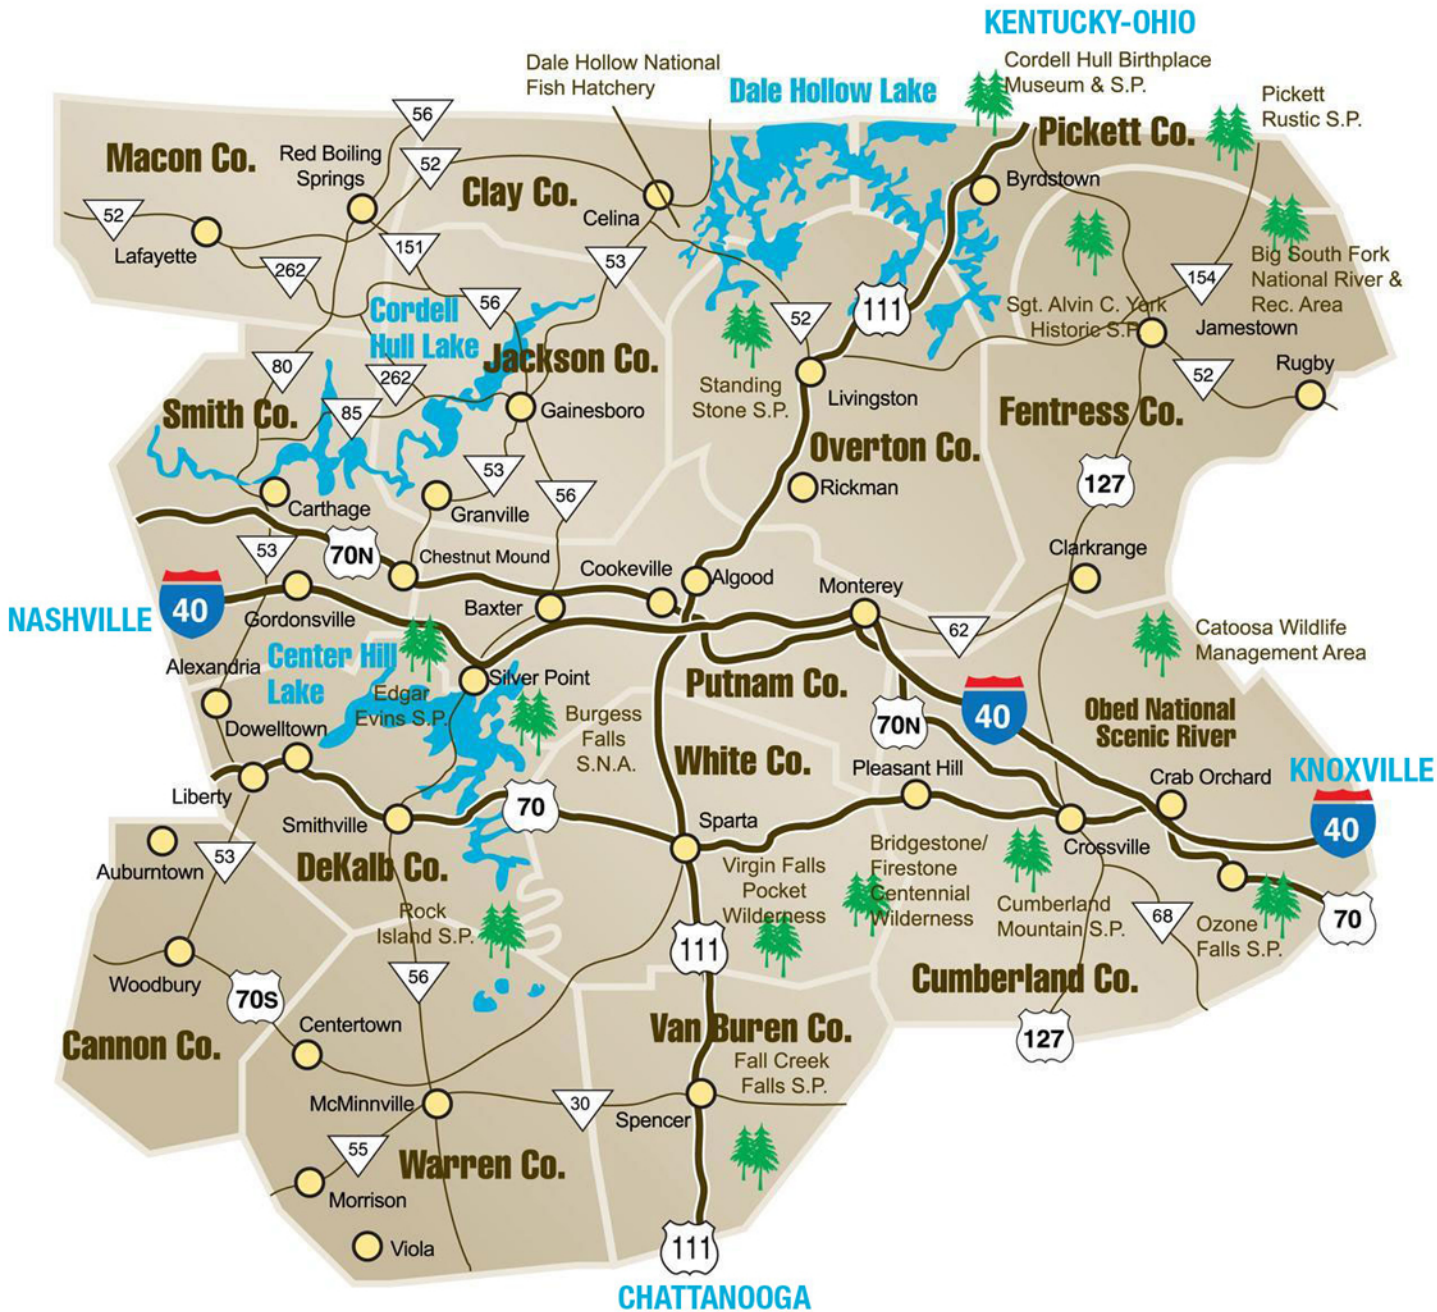 KENTUCKY-OHIO
Dale Hollow National
Fish Hatchery
Dale Hollow Lake
Cordell Hull Birthplace
Museum & S.P.
Pickett
Rustic S.P.
56
Macon Co.
Red Boiling
Springs
52
Clay Co.
Pickett Co.
Byrdstown
52
Lafayette
Celina
151
53
262
56
Cordell
Hull Lake
52
111
Big South Fork
National River &
Rec. Area
154
Sgt. Alvin C. York
Historic S.P.
Jamestown
80
Jackson Co.
262
52
Rugby
Standing
Stone S.P.
Livingston
Smith Co.
85
Gainesboro
Fentress Co.
Overton Co.
53
56
Rickman
127
Carthage
Granville
53
70N
Chestnut Mound
Clarkrange
Cookeville
Algood
Monterey
NASHVILLE
40
Gordonsville
Baxter
62
Catoosa Wildlife
Management Area
Alexandria
Center Hill
Lake
Silver Point
Edgar
Evins S.P.
Putnam Co.
Burgess
Falls
S.N.A.
70N
40
Obed National
Scenic River
Dowelltown
White Co.
Pleasant Hill
Crab Orchard
KNOXVILLE
40
Liberty
Smithville
70
Sparta
Crossville
Auburntown
53
DeKalb Co.
Virgin Falls
Pocket
Wilderness
Bridgestone/
Firestone
Centennial
Wilderness
Cumberland
Mountain S.P.
68
Ozone
Falls S.P.
70
Rock
Island S.P.
111
Woodbury
70S
56
Cumberland Co.
Centertown
Cannon Co.
Van Buren Co.
127
Fall Creek
Falls S.P.
McMinnville
30
Spencer
55
Warren Co.
Morrison
Viola
111
CHATTANOOGA